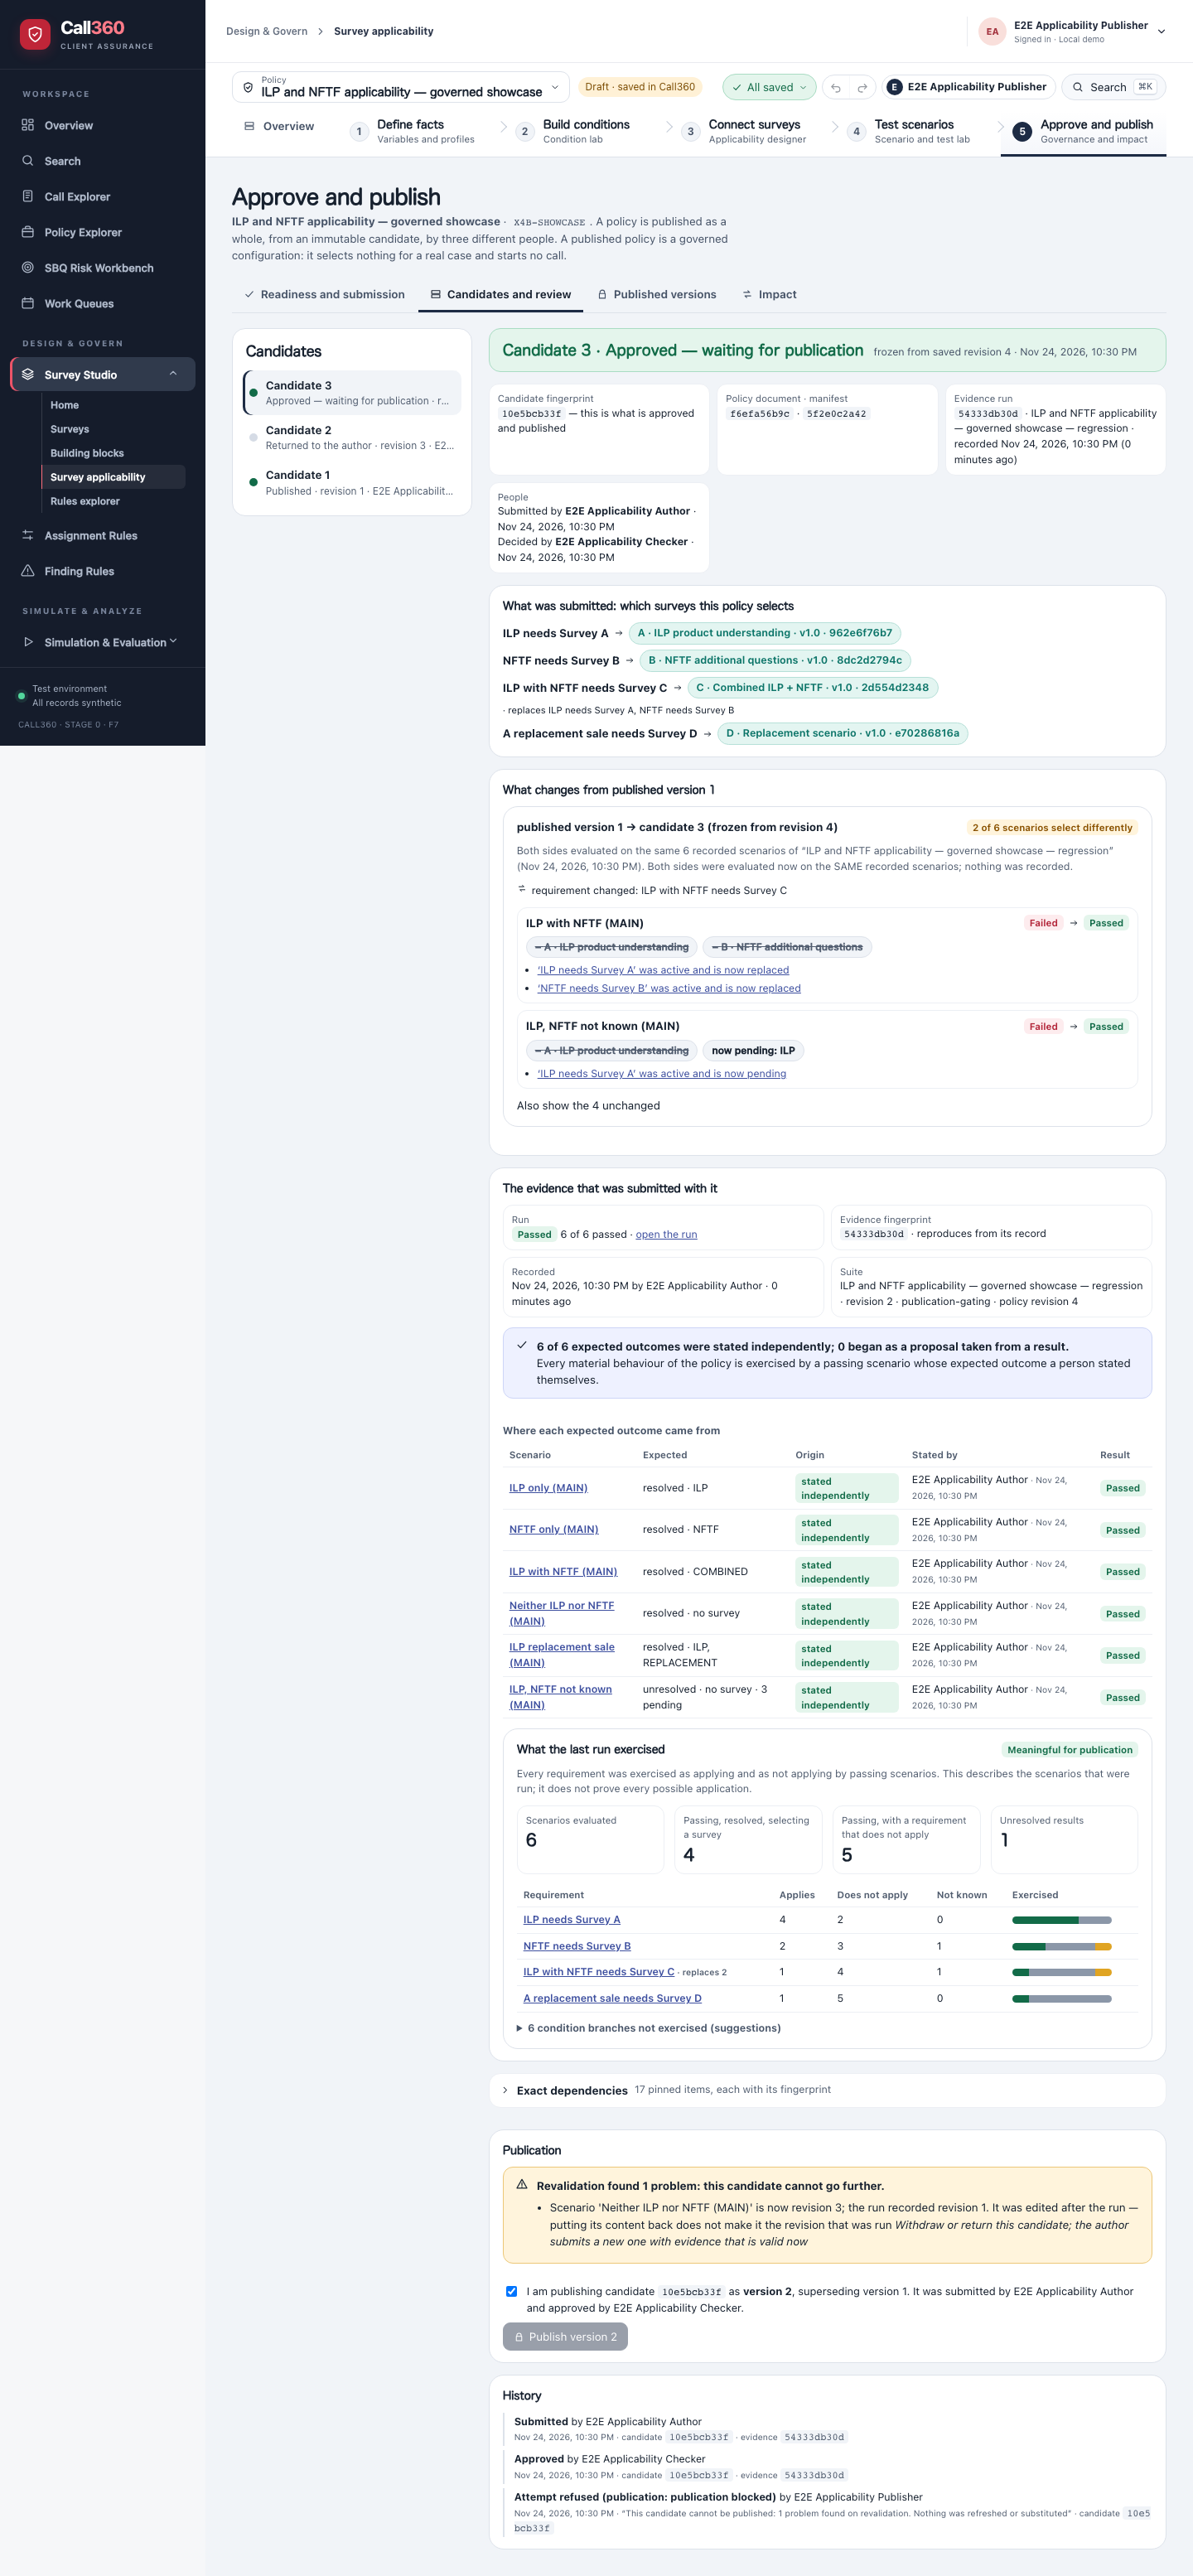 Call360
CLIENT ASSURANCE
WORKSPACE
Overview
Search
Call Explorer
Policy Explorer
SBQ Risk Workbench
Work Queues
DESIGN & GOVERN
Survey Studio
Home
Surveys
Building blocks
Survey applicability
Rules explorer
Assignment Rules
Finding Rules
SIMULATE & ANALYZE
Simulation & Evaluation
Test environment
All records synthetic
CALL360 · STAGE 0 · F7
Design & Govern > Survey applicability
EA
E2E Applicability Publisher
Signed in · Local demo
Policy
ILP and NFTF applicability — governed showcase
Draft · saved in Call360
All saved
E E2E Applicability Publisher
Search ⌘K
Overview
1 Define facts
Variables and profiles
2 Build conditions
Condition lab
3 Connect surveys
Applicability designer
4 Test scenarios
Scenario and test lab
5 Approve and publish
Governance and impact
Approve and publish
ILP and NFTF applicability — governed showcase · X4B-SHOWCASE . A policy is published as a
whole, from an immutable candidate, by three different people. A published policy is a governed
configuration: it selects nothing for a real case and starts no call.
Readiness and submission
Candidates and review
Published versions
Impact
Candidates
Candidate 3
Approved — waiting for publication · r...
Candidate 2
Returned to the author · revision 3 · E2...
Candidate 1
Published · revision 1 · E2E Applicabilit...
Candidate 3 · Approved — waiting for publication frozen from saved revision 4 · Nov 24, 2026, 10:30 PM
Candidate fingerprint
10e5bcb33f — this is what is approved
and published
Policy document · manifest
f6efa56b9c · 5f2e0c2a42
Evidence run
54333db30d · ILP and NFTF applicability
— governed showcase — regression ·
recorded Nov 24, 2026, 10:30 PM (0
minutes ago)
People
Submitted by E2E Applicability Author ·
Nov 24, 2026, 10:30 PM
Decided by E2E Applicability Checker ·
Nov 24, 2026, 10:30 PM
What was submitted: which surveys this policy selects
ILP needs Survey A → A · ILP product understanding · v1.0 · 962e6f76b7
NFTF needs Survey B → B · NFTF additional questions · v1.0 · 8dc2d2794c
ILP with NFTF needs Survey C → C · Combined ILP + NFTF · v1.0 · 2d554d2348
· replaces ILP needs Survey A, NFTF needs Survey B
A replacement sale needs Survey D → D · Replacement scenario · v1.0 · e70286816a
What changes from published version 1
published version 1 → candidate 3 (frozen from revision 4)
2 of 6 scenarios select differently
Both sides evaluated on the same 6 recorded scenarios of “ILP and NFTF applicability — governed showcase — regression”
(Nov 24, 2026, 10:30 PM). Both sides were evaluated now on the SAME recorded scenarios; nothing was recorded.
requirement changed: ILP with NFTF needs Survey C
ILP with NFTF (MAIN)
Failed → Passed
− A · ILP product understanding
− B · NFTF additional questions
• ‘ILP needs Survey A’ was active and is now replaced
• ‘NFTF needs Survey B’ was active and is now replaced
ILP, NFTF not known (MAIN)
Failed → Passed
− A · ILP product understanding
now pending: ILP
• ‘ILP needs Survey A’ was active and is now pending
Also show the 4 unchanged
The evidence that was submitted with it
Run
Passed 6 of 6 passed · open the run
Evidence fingerprint
54333db30d · reproduces from its record
Recorded
Nov 24, 2026, 10:30 PM by E2E Applicability Author · 0
minutes ago
Suite
ILP and NFTF applicability — governed showcase — regression
· revision 2 · publication-gating · policy revision 4
6 of 6 expected outcomes were stated independently; 0 began as a proposal taken from a result.
Every material behaviour of the policy is exercised by a passing scenario whose expected outcome a person stated
themselves.
Where each expected outcome came from
Scenario Expected Origin Stated by Result
ILP only (MAIN) resolved · ILP stated independently E2E Applicability Author · Nov 24, 2026, 10:30 PM Passed
NFTF only (MAIN) resolved · NFTF stated independently E2E Applicability Author · Nov 24, 2026, 10:30 PM Passed
ILP with NFTF (MAIN) resolved · COMBINED stated independently E2E Applicability Author · Nov 24, 2026, 10:30 PM Passed
Neither ILP nor NFTF (MAIN) resolved · no survey stated independently E2E Applicability Author · Nov 24, 2026, 10:30 PM Passed
ILP replacement sale (MAIN) resolved · ILP, REPLACEMENT stated independently E2E Applicability Author · Nov 24, 2026, 10:30 PM Passed
ILP, NFTF not known (MAIN) unresolved · no survey · 3 pending stated independently E2E Applicability Author · Nov 24, 2026, 10:30 PM Passed
What the last run exercised
Meaningful for publication
Every requirement was exercised as applying and as not applying by passing scenarios. This describes the scenarios that were
run; it does not prove every possible application.
Scenarios evaluated
6
Passing, resolved, selecting
a survey
4
Passing, with a requirement
that does not apply
5
Unresolved results
1
Requirement Applies Does not apply Not known Exercised
ILP needs Survey A 4 2 0
NFTF needs Survey B 2 3 1
ILP with NFTF needs Survey C · replaces 2 1 4 1
A replacement sale needs Survey D 1 5 0
6 condition branches not exercised (suggestions)
Exact dependencies 17 pinned items, each with its fingerprint
Publication
Revalidation found 1 problem: this candidate cannot go further.
• Scenario 'Neither ILP nor NFTF (MAIN)' is now revision 3; the run recorded revision 1. It was edited after the run —
putting its content back does not make it the revision that was run Withdraw or return this candidate; the author
submits a new one with evidence that is valid now
I am publishing candidate 10e5bcb33f as version 2, superseding version 1. It was submitted by E2E Applicability Author
and approved by E2E Applicability Checker.
Publish version 2
History
Submitted by E2E Applicability Author
Nov 24, 2026, 10:30 PM · candidate 10e5bcb33f · evidence 54333db30d
Approved by E2E Applicability Checker
Nov 24, 2026, 10:30 PM · candidate 10e5bcb33f · evidence 54333db30d
Attempt refused (publication: publication blocked) by E2E Applicability Publisher
Nov 24, 2026, 10:30 PM · “This candidate cannot be published: 1 problem found on revalidation. Nothing was refreshed or substituted” · candidate 10e5
bcb33f